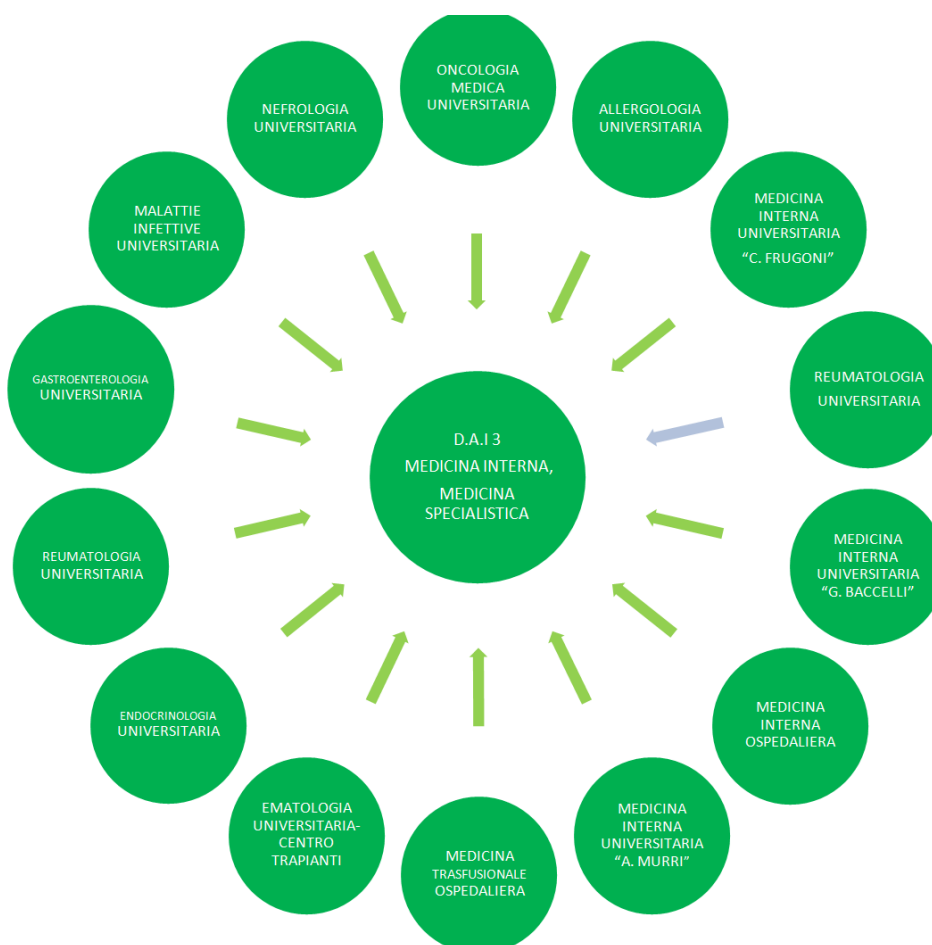 ONCOLOGIA
MEDICA
UNIVERSITARIA
ALLERGOLOGIA
UNIVERSITARIA
MEDICINA
INTERNA
UNIVERSITARIA
“C. FRUGONI”
REUMATOLOGIA
UNIVERSITARIA
MEDICINA
INTERNA
UNIVERSITARIA
“G. BACCELLI”
MEDICINA
INTERNA
OSPEDALIERA
MEDICINA
INTERNA
UNIVERSITARIA
“A. MURRI”
MEDICINA
TRASFUSIONALE
OSPEDALIERA
EMATOLOGIA
UNIVERSITARIA-
CENTRO
TRAPIANTI
ENDOCRINOLOGIA
UNIVERSITARIA
REUMATOLOGIA
UNIVERSITARIA
GASTROENTEROLOGIA
UNIVERSITARIA
MALATTIE
INFETTIVE
UNIVERSITARIA
NEFROLOGIA
UNIVERSITARIA
D.A.I 3
MEDICINA INTERNA,
MEDICINA
SPECIALISTICA